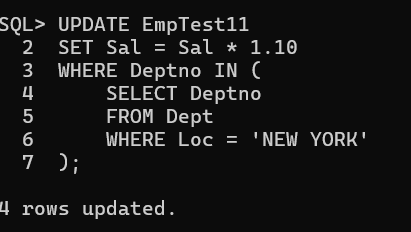 SQL> UPDATE EmpTest11
  2  SET Sal = Sal * 1.10
  3  WHERE Deptno IN (
  4      SELECT Deptno
  5      FROM Dept
  6      WHERE Loc = 'NEW YORK'
  7  );
4 rows updated.